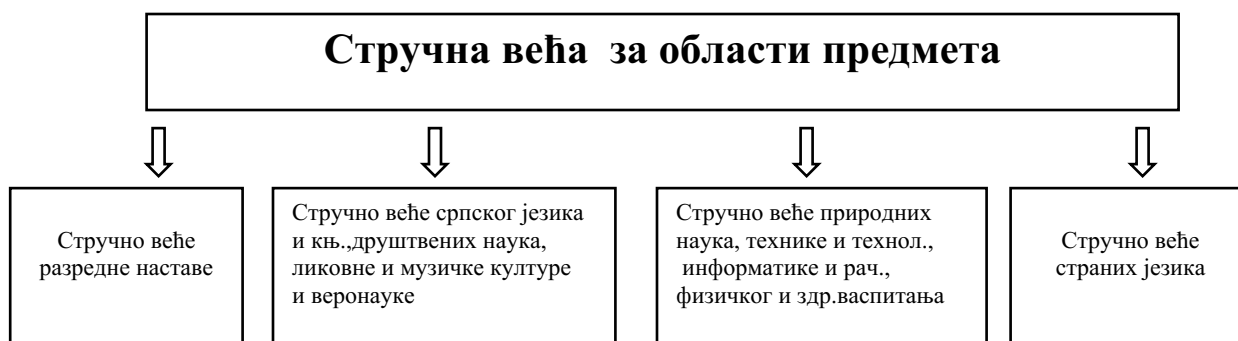 Стручна већа за области предмета
Стручно веће
разредне наставе
Стручно веће српског језика
и књ.,друштвених наука,
ликовне и музичке културе
и веронауке
Стручно веће природних
наука, технике и технол.,
информатике и рач.,
физичког и здр.васпитања
Стручно веће
страних језика